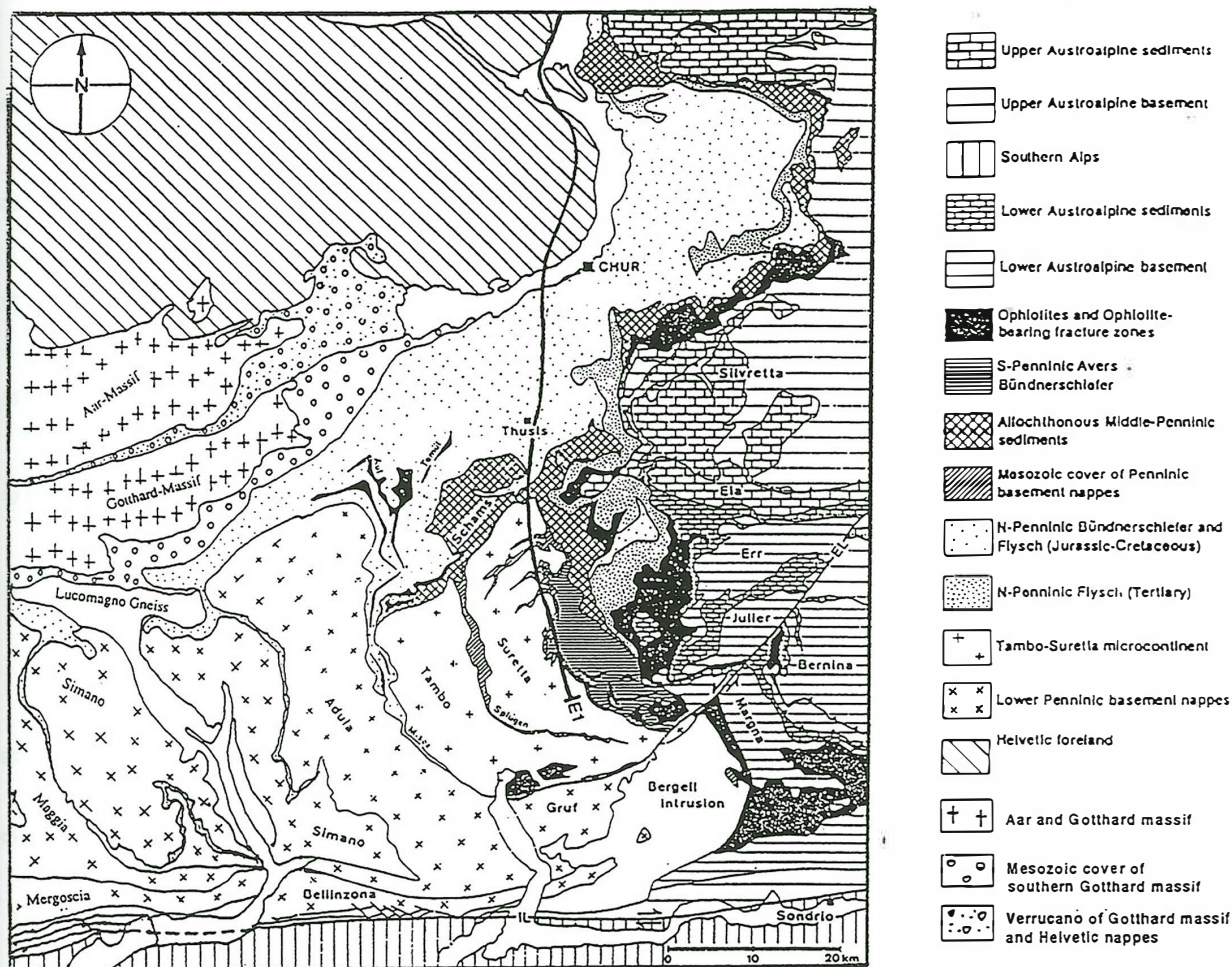 N
CHUR
Silvretta
Aar-Massif
Thusis
Aul
Tomül
Gotthard-Massif
Schams
Ela
Err
EL
Lucomagno Gneiss
Julier
Suretta
Bernina
Simano
Tambo
Adula
E1
Margna
Splügen
Misox
Bergell
Intrusion
Gruf
Maggia
Simano
Mergoscia
Bellinzona
IL
Sondrio
0 10 20 km
Upper Austroalpine sediments
Upper Austroalpine basement
Southern Alps
Lower Austroalpine sediments
Lower Austroalpine basement
Ophiolites and Ophiolite-
bearing fracture zones
S-Penninic Avers
Bündnerschiefer
Allochthonous Middle-Penninic
sediments
Mesozoic cover of Penninic
basement nappes
N-Penninic Bündnerschiefer and
Flysch (Jurassic-Cretaceous)
N-Penninic Flysch (Tertiary)
Tambo-Suretta microcontinent
Lower Penninic basement nappes
Helvetic foreland
Aar and Gotthard massif
Mesozoic cover of
southern Gotthard massif
Verrucano of Gotthard massif
and Helvetic nappes